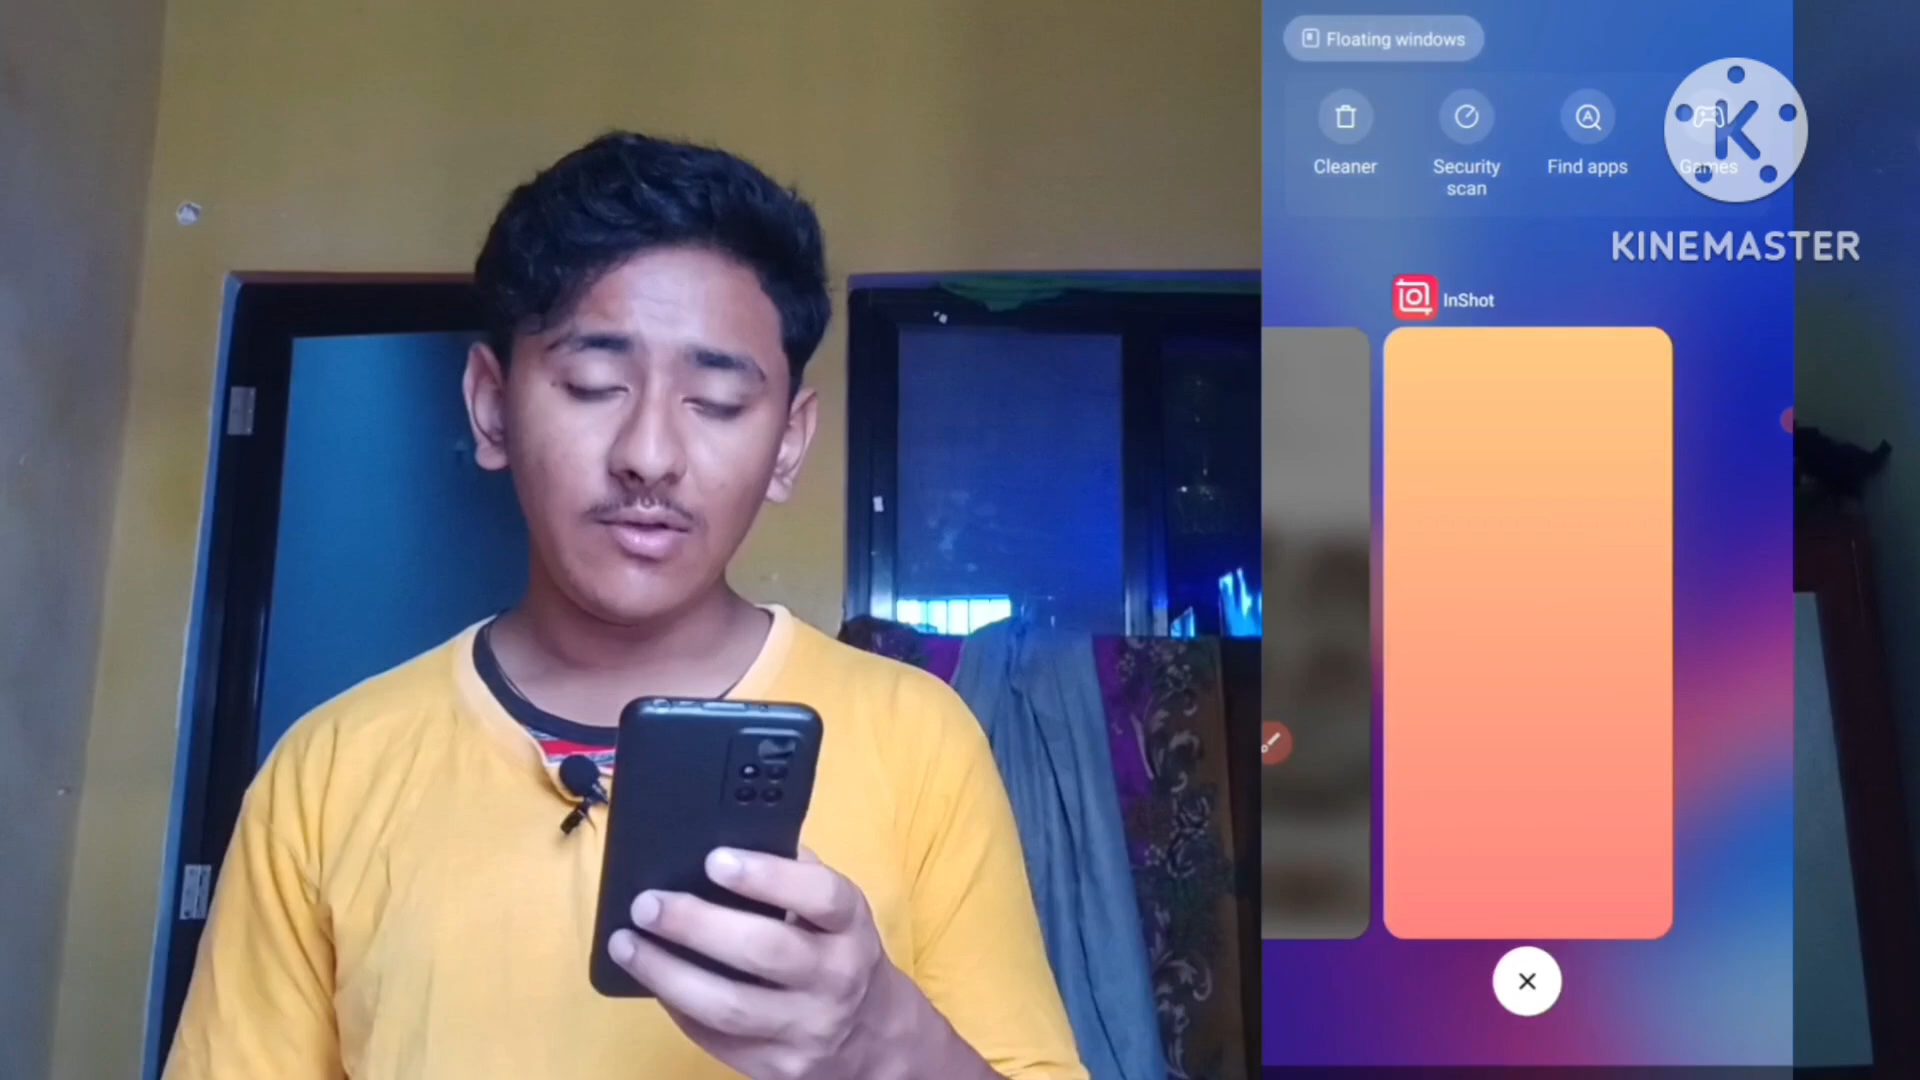 Floating windows
Cleaner
Security
scan
Find apps
Games
K
KINEMASTER
InShot